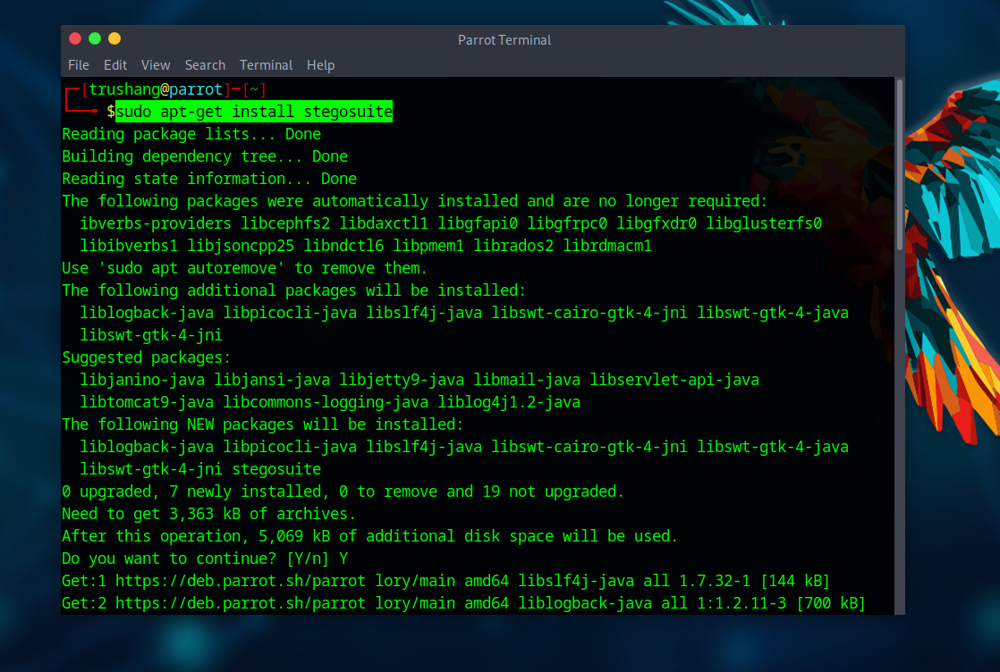 Parrot Terminal
File Edit View Search Terminal Help
┌─[trushang@parrot]─[~]
└──╼ $sudo apt-get install stegosuite
Reading package lists... Done
Building dependency tree... Done
Reading state information... Done
The following packages were automatically installed and are no longer required:
  ibverbs-providers libcephfs2 libdaxctl1 libgfapi0 libgfrpc0 libgfxdr0 libglusterfs0
  libibverbs1 libjsoncpp25 libndctl6 libpmem1 librados2 librdmacm1
Use 'sudo apt autoremove' to remove them.
The following additional packages will be installed:
  liblogback-java libpicocli-java libslf4j-java libswt-cairo-gtk-4-jni libswt-gtk-4-java
  libswt-gtk-4-jni
Suggested packages:
  libjanino-java libjansi-java libjetty9-java libmail-java libservlet-api-java
  libtomcat9-java libcommons-logging-java liblog4j1.2-java
The following NEW packages will be installed:
  liblogback-java libpicocli-java libslf4j-java libswt-cairo-gtk-4-jni libswt-gtk-4-java
  libswt-gtk-4-jni stegosuite
0 upgraded, 7 newly installed, 0 to remove and 19 not upgraded.
Need to get 3,363 kB of archives.
After this operation, 5,069 kB of additional disk space will be used.
Do you want to continue? [Y/n] Y
Get:1 https://deb.parrot.sh/parrot lory/main amd64 libslf4j-java all 1.7.32-1 [144 kB]
Get:2 https://deb.parrot.sh/parrot lory/main amd64 liblogback-java all 1:1.2.11-3 [700 kB]